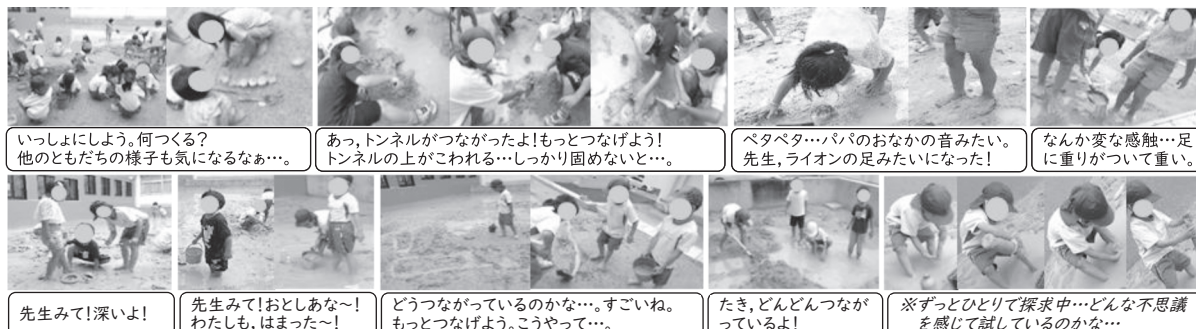 いっしょにしよう。何つくる?
他のともだちの様子も気になるなぁ…。
あっ,トンネルがつながったよ!もっとつなげよう!
トンネルの上がこわれる…しっかり固めないと…。
ペタペタ…パパのおなかの音みたい。
先生,ライオンの足みたいになった!
なんか変な感触…足
に重りがついて重い。
先生みて!深いよ!
先生みて!おとしあな〜!
わたしも,はまった〜!
どうつながっているのかな…。すごいね。
もっとつなげよう。こうやって…。
たき,どんどんつなが
っているよ!
※ずっとひとりで探求中…どんな不思議
を感じて試しているのかな…